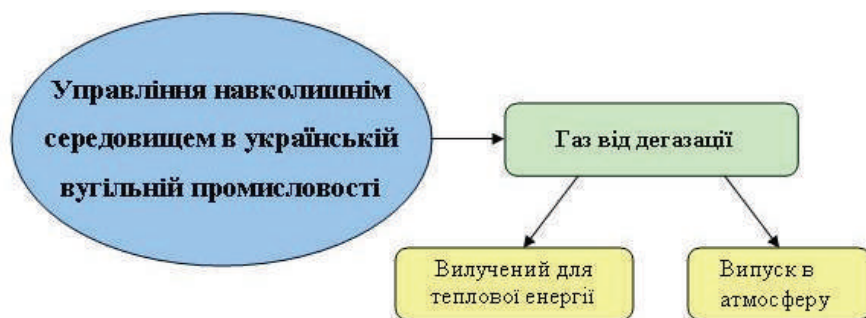 Управління навколишнім
середовищем в українській
вугільній промисловості
Газ від дегазації
Вилучений для
теплової енергії
Випуск в
атмосферу